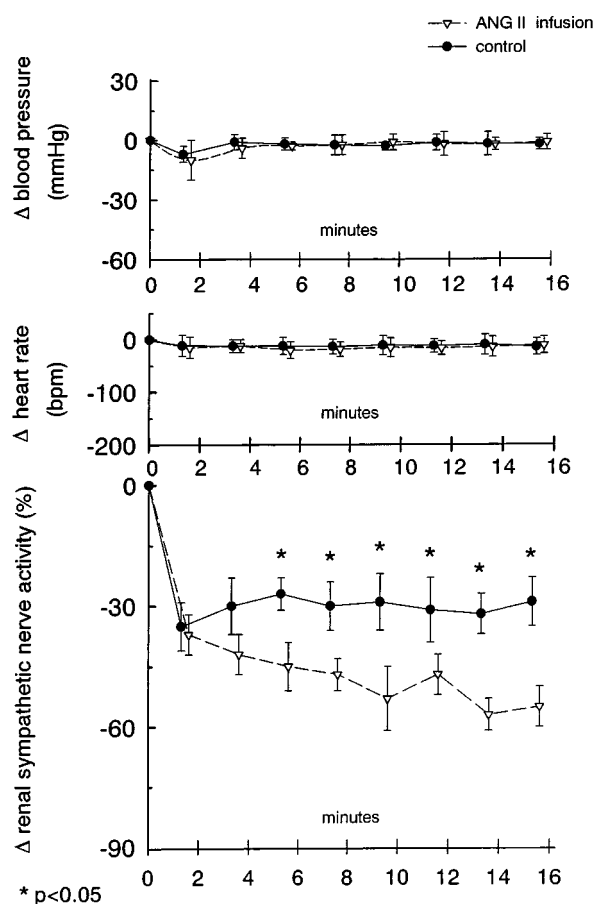 ANG II infusion
control
Δ blood pressure
(mmHg)
30
0
-30
-60
minutes
0 2 4 6 8 10 12 14 16
Δ heart rate
(bpm)
0
-100
-200
minutes
0 2 4 6 8 10 12 14 16
Δ renal sympathetic nerve activity (%)
0
-30
-60
-90
* * * * * *
minutes
0 2 4 6 8 10 12 14 16
* p<0.05